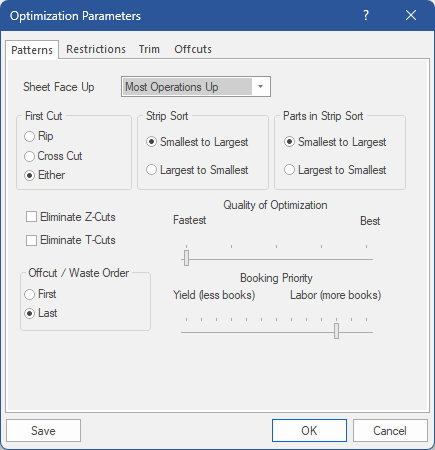 Optimization Parameters
Patterns Restrictions Trim Offcuts
Sheet Face Up Most Operations Up
First Cut
Rip
Cross Cut
Either
Strip Sort
Smallest to Largest
Largest to Smallest
Parts in Strip Sort
Smallest to Largest
Largest to Smallest
Eliminate Z-Cuts
Eliminate T-Cuts
Quality of Optimization
Fastest Best
Offcut / Waste Order
First
Last
Booking Priority
Yield (less books) Labor (more books)
Save OK Cancel